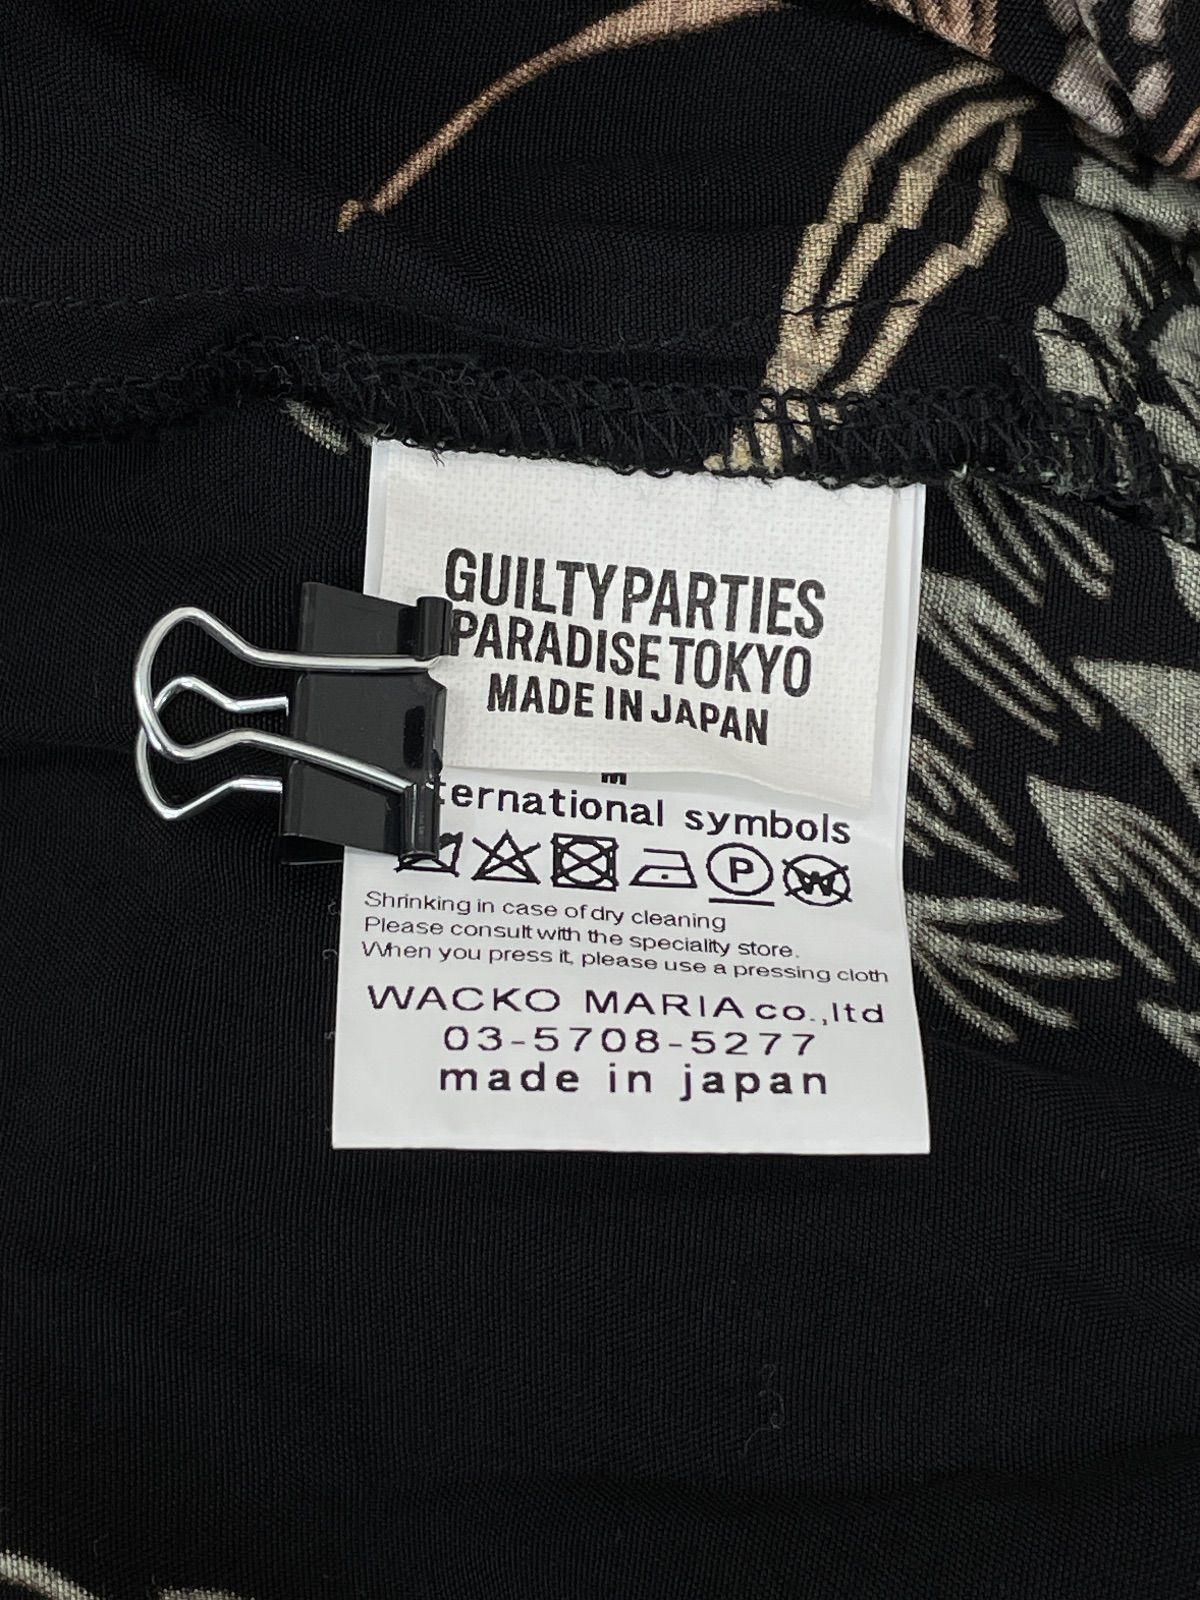 GUILTY PARTIES
PARADISE TOKYO
MADE IN JAPAN
M
symbols
P
W
Shrinking in case of dry cleaning
Please consult with the speciality store.
When you press it, please use a pressing cloth
WACKO MARIA co.,ltd
03-5708-5277
made in japan